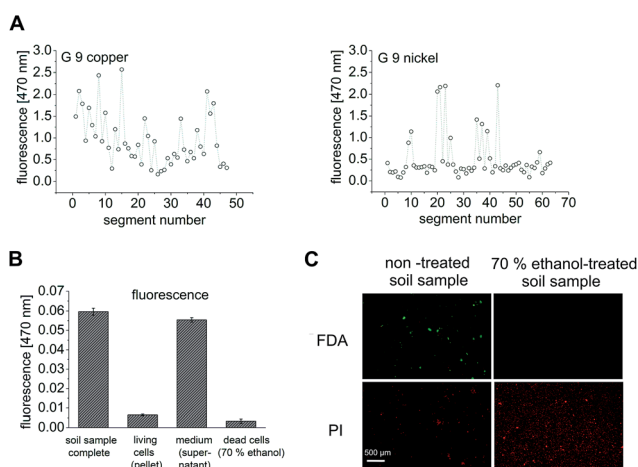 A
G 9 copper
fluorescence [470 nm]
3.0
2.5
2.0
1.5
1.0
0.5
0.0
0 10 20 30 40 50
segment number
G 9 nickel
fluorescence [470 nm]
3.0
2.5
2.0
1.5
1.0
0.5
0.0
0 10 20 30 40 50 60 70
segment number
B
fluorescence
fluorescence [470 nm]
0.07
0.06
0.05
0.04
0.03
0.02
0.01
0.00
soil sample complete
living cells (pellet)
medium (super- natant)
dead cells (70 % ethanol)
C
non -treated soil sample
70 % ethanol-treated soil sample
FDA
PI
500 µm